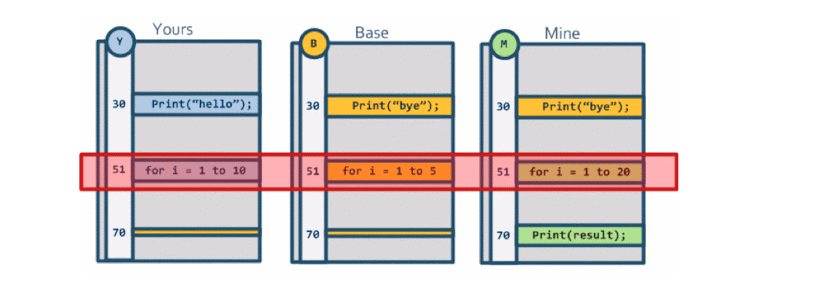 Yours
Base
Mine
Y
B
M
30 Print(“hello”);
30 Print(“bye”);
30 Print(“bye”);
51 for i = 1 to 10
51 for i = 1 to 5
51 for i = 1 to 20
70
70
70 Print(result);